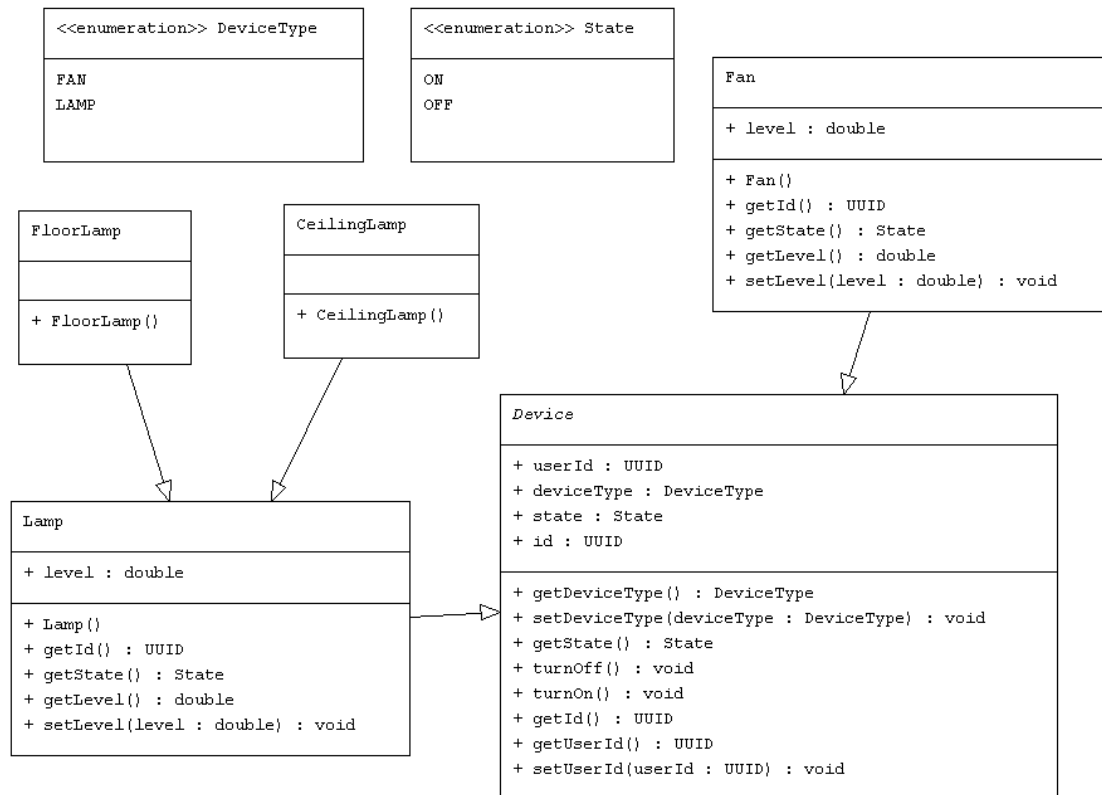 <<enumeration>> DeviceType
FAN
LAMP
<<enumeration>> State
ON
OFF
Fan
+ level : double
+ Fan()
+ getId() : UUID
+ getState() : State
+ getLevel() : double
+ setLevel(level : double) : void
FloorLamp
+ FloorLamp()
CeilingLamp
+ CeilingLamp()
Lamp
+ level : double
+ Lamp()
+ getId() : UUID
+ getState() : State
+ getLevel() : double
+ setLevel(level : double) : void
Device
+ userId : UUID
+ deviceType : DeviceType
+ state : State
+ id : UUID
+ getDeviceType() : DeviceType
+ setDeviceType(deviceType : DeviceType) : void
+ getState() : State
+ turnOff() : void
+ turnOn() : void
+ getId() : UUID
+ getUserId() : UUID
+ setUserId(userId : UUID) : void